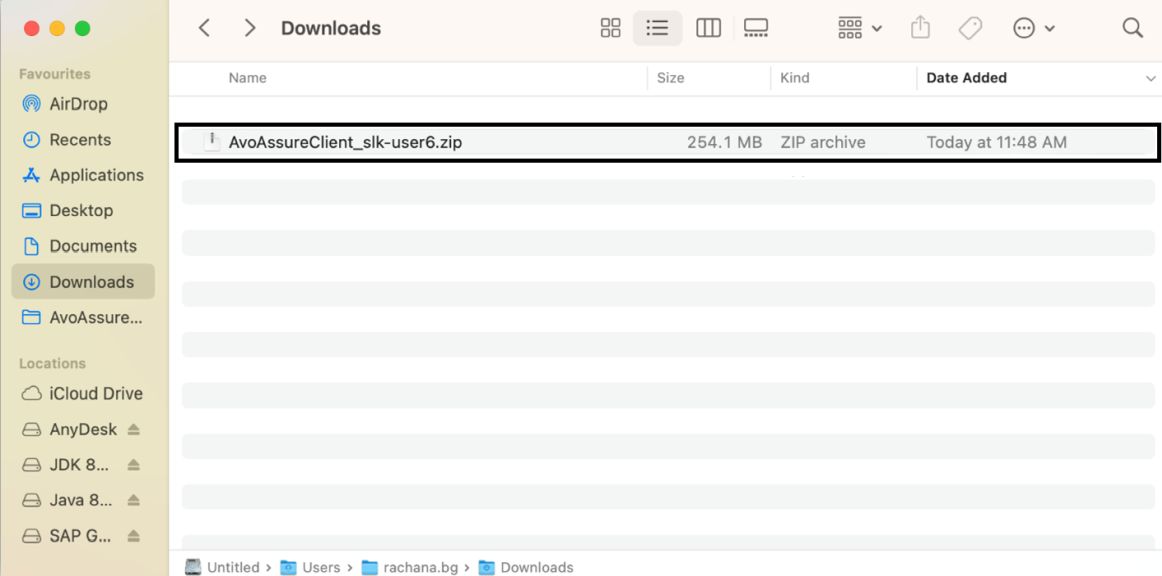 Downloads
Favourites
AirDrop
Recents
Applications
Desktop
Documents
Downloads
AvoAssure...
Locations
iCloud Drive
AnyDesk
JDK 8...
Java 8...
SAP G...
Name Size Kind Date Added
AvoAssureClient_slk-user6.zip 254.1 MB ZIP archive Today at 11:48 AM
Untitled › Users › rachana.bg › Downloads